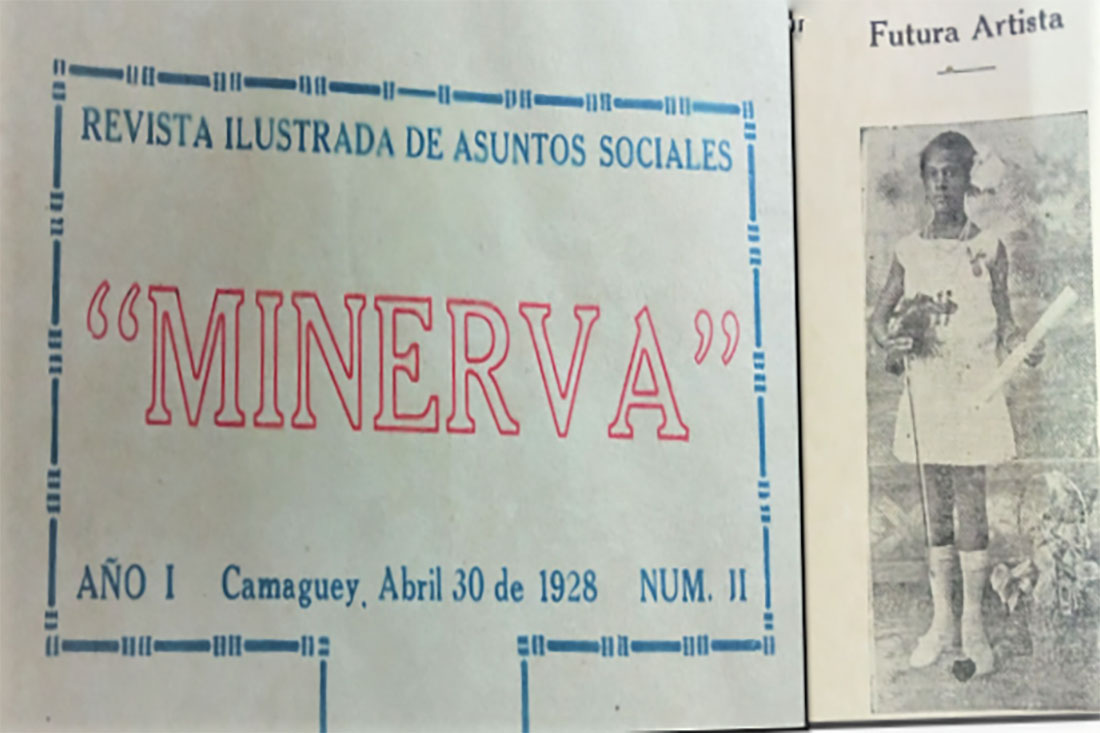 REVISTA ILUSTRADA DE ASUNTOS SOCIALES
“MINERVA”
AÑO I Camaguey, Abril 30 de 1928 NUM. II
Futura Artista